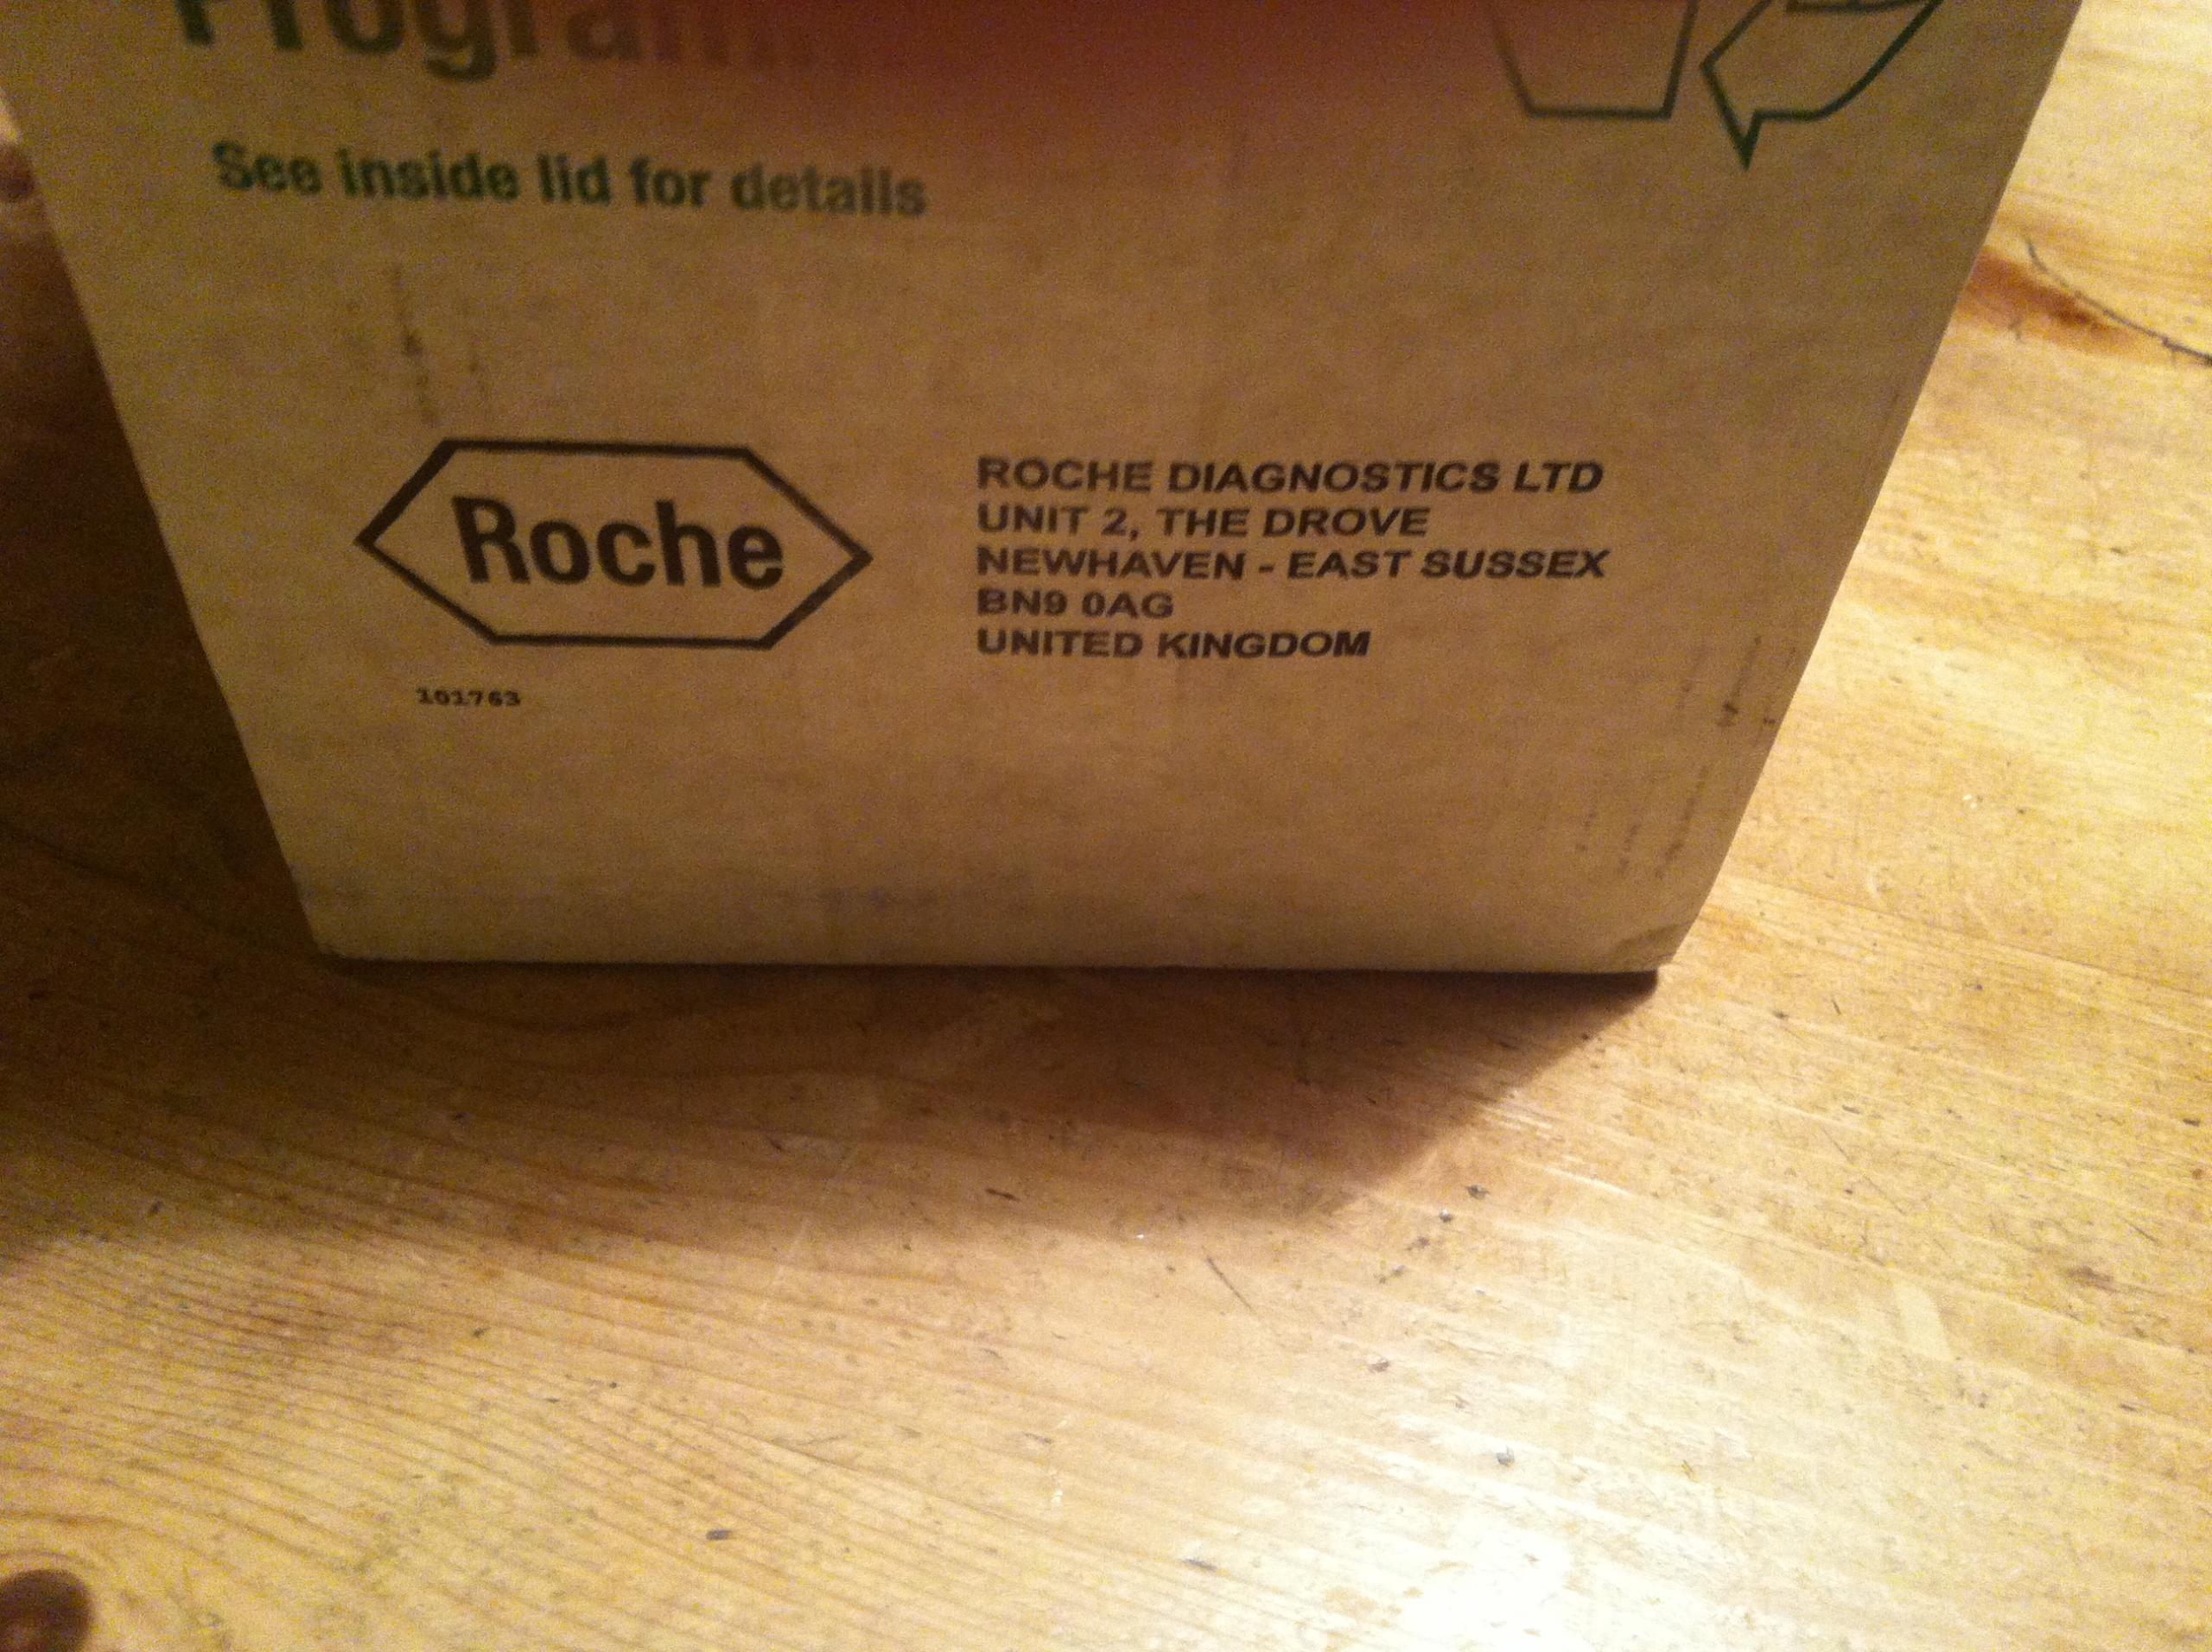 See inside lid for details
Roche
ROCHE DIAGNOSTICS LTD
UNIT 2, THE DROVE
NEWHAVEN - EAST SUSSEX
BN9 0AG
UNITED KINGDOM
101763